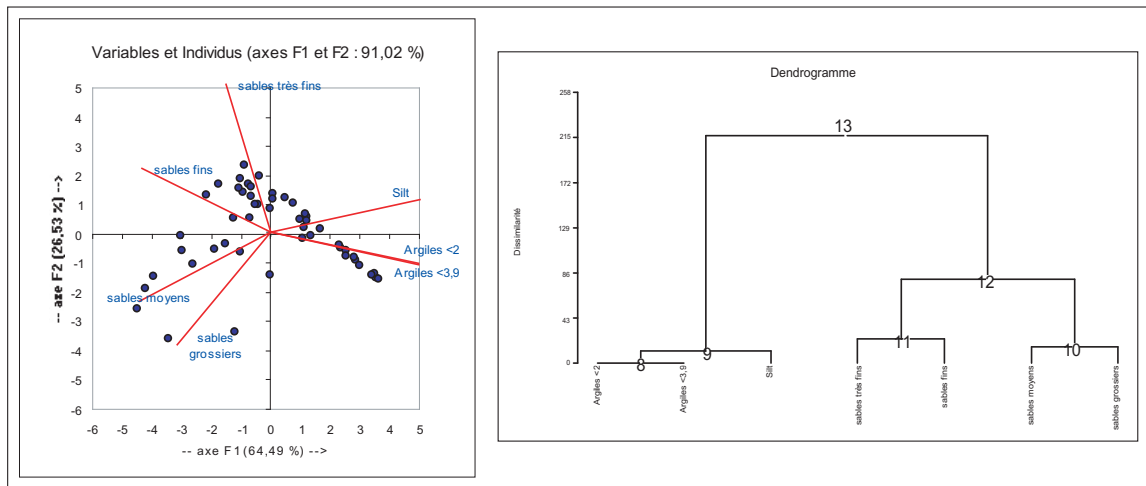 Variables et Individus (axes F1 et F2 : 91,02 %)
sables très fins
sables fins
Silt
Argiles <2
Argiles <3,9
sables moyens
sables
grossiers
5
4
3
2
1
0
-1
-2
-3
-4
-5
-6
-6 -5 -4 -3 -2 -1 0 1 2 3 4 5
-- axe F2 (26,53 %) -->
-- axe F1 (64,49 %) -->
Dendrogramme
258
215
172
129
86
43
0
Dissimilarité
13
12
11
10
9
8
Argiles <2
Argiles <3,9
Silt
sables très fins
sables fins
sables moyens
sables grossiers